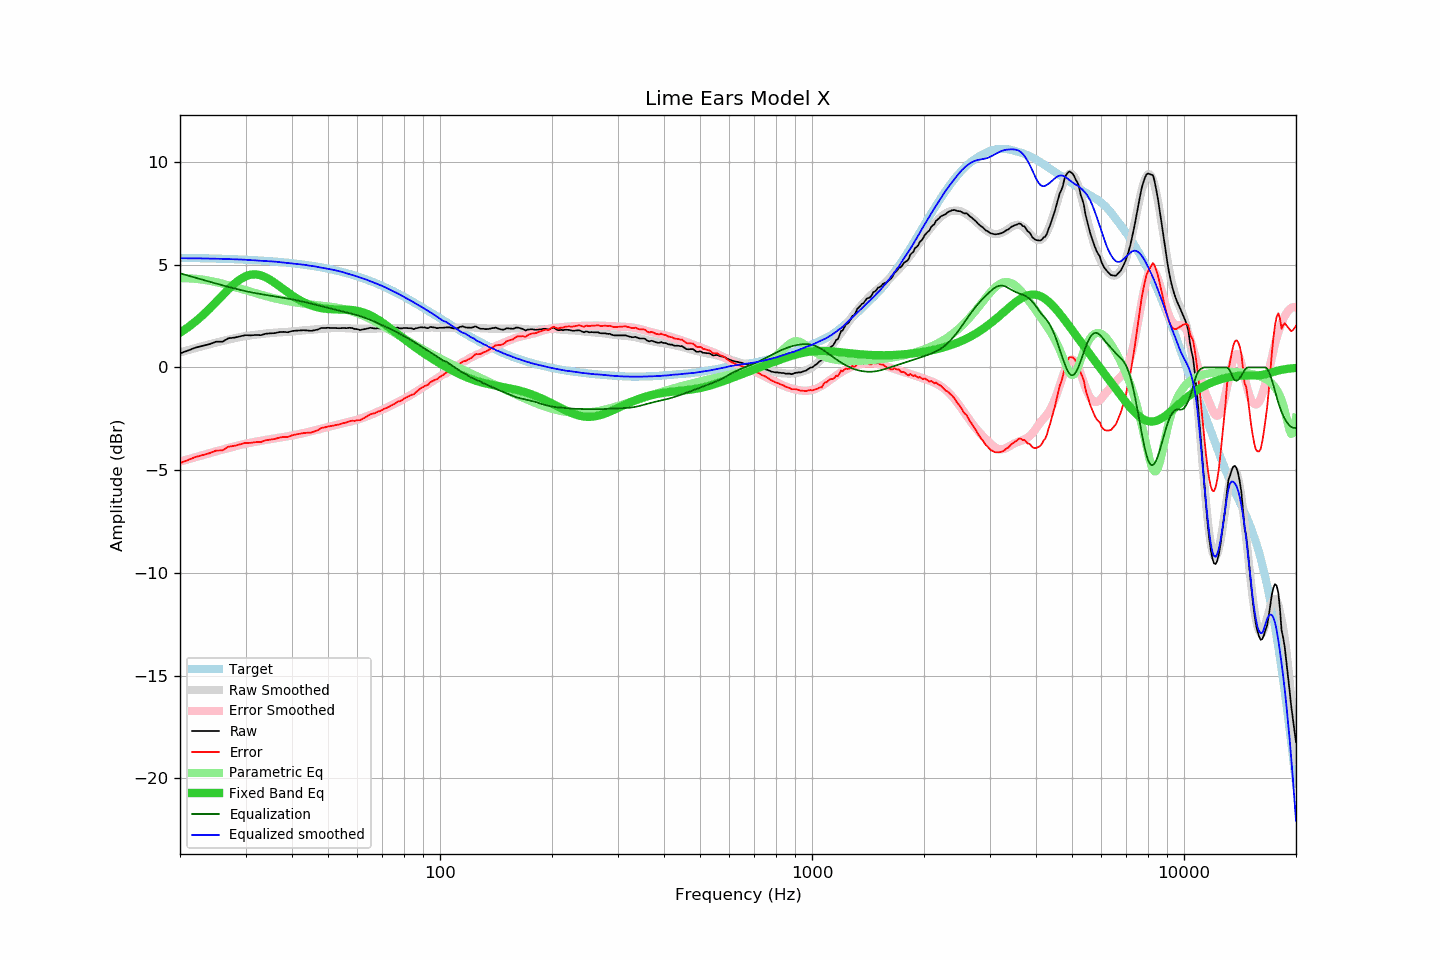 Lime Ears Model X
Amplitude (dBr)
10
5
0
−5
−10
−15
−20
Target
Raw Smoothed
Error Smoothed
Raw
Error
Parametric Eq
Fixed Band Eq
Equalization
Equalized smoothed
100
1000
10000
Frequency (Hz)